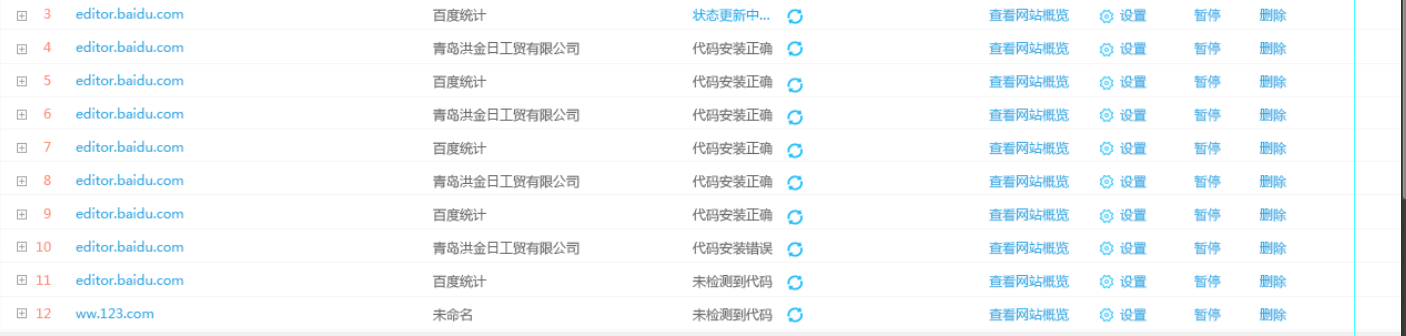 3 editor.baidu.com 百度统计 状态更新中... 查看网站概览 设置 暂停 删除
4 editor.baidu.com 青岛洪金日工贸有限公司 代码安装正确 查看网站概览 设置 暂停 删除
5 editor.baidu.com 百度统计 代码安装正确 查看网站概览 设置 暂停 删除
6 editor.baidu.com 青岛洪金日工贸有限公司 代码安装正确 查看网站概览 设置 暂停 删除
7 editor.baidu.com 百度统计 代码安装正确 查看网站概览 设置 暂停 删除
8 editor.baidu.com 青岛洪金日工贸有限公司 代码安装正确 查看网站概览 设置 暂停 删除
9 editor.baidu.com 百度统计 代码安装正确 查看网站概览 设置 暂停 删除
10 editor.baidu.com 青岛洪金日工贸有限公司 代码安装错误 查看网站概览 设置 暂停 删除
11 editor.baidu.com 百度统计 未检测到代码 查看网站概览 设置 暂停 删除
12 ww.123.com 未命名 未检测到代码 查看网站概览 设置 暂停 删除